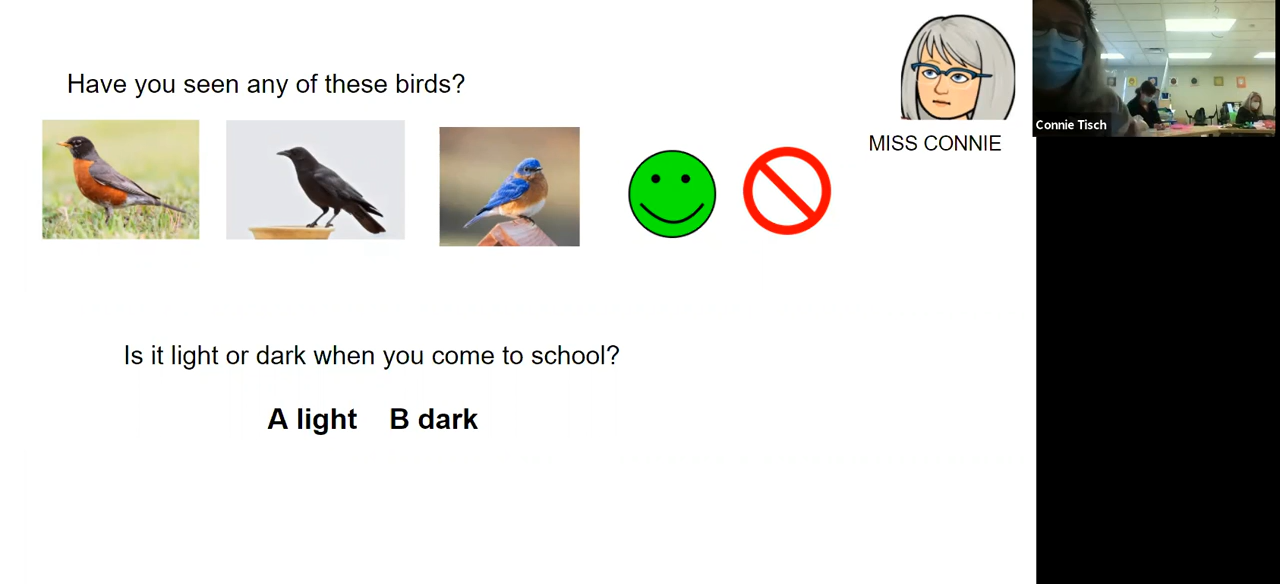 Have you seen any of these birds?
MISS CONNIE
Connie Tisch
Is it light or dark when you come to school?
A light B dark